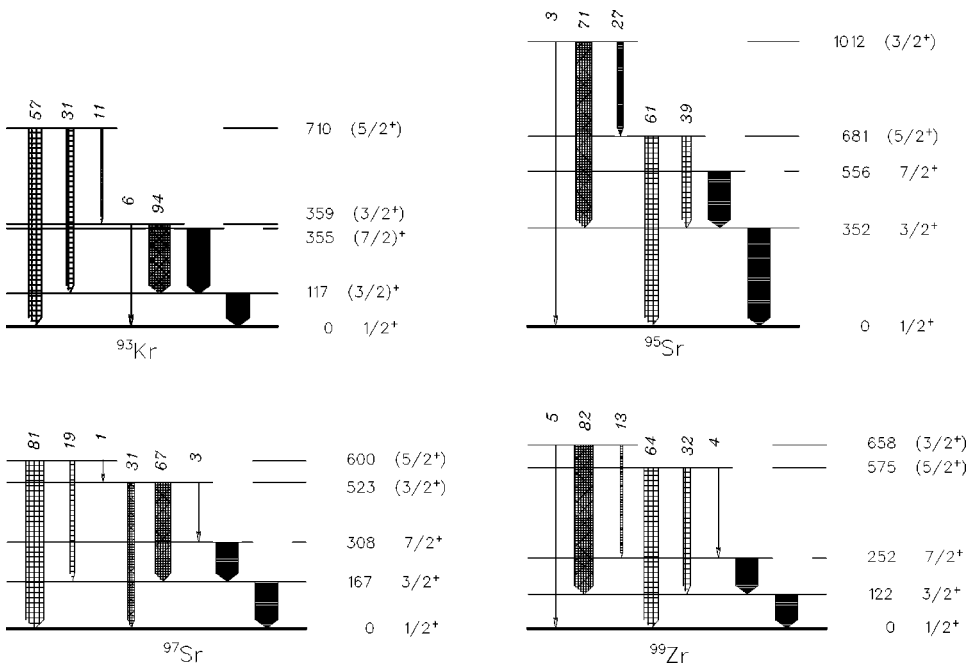 57 31 11
710 (5/2⁺)
6 94
359 (3/2⁺)
355 (7/2)⁺
117 (3/2)⁺
0 1/2⁺
⁹³Kr
3 71 27
1012 (3/2⁺)
61 39
681 (5/2⁺)
556 7/2⁺
352 3/2⁺
0 1/2⁺
⁹⁵Sr
81 19 1
600 (5/2⁺)
31 67 3
523 (3/2⁺)
308 7/2⁺
167 3/2⁺
0 1/2⁺
⁹⁷Sr
5 82 13
658 (3/2⁺)
64 32 4
575 (5/2⁺)
252 7/2⁺
122 3/2⁺
0 1/2⁺
⁹⁹Zr